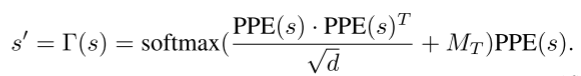 s′ = Γ(s) = softmax(PPE(s) · PPE(s)ᵀ / √d + M_T)PPE(s).